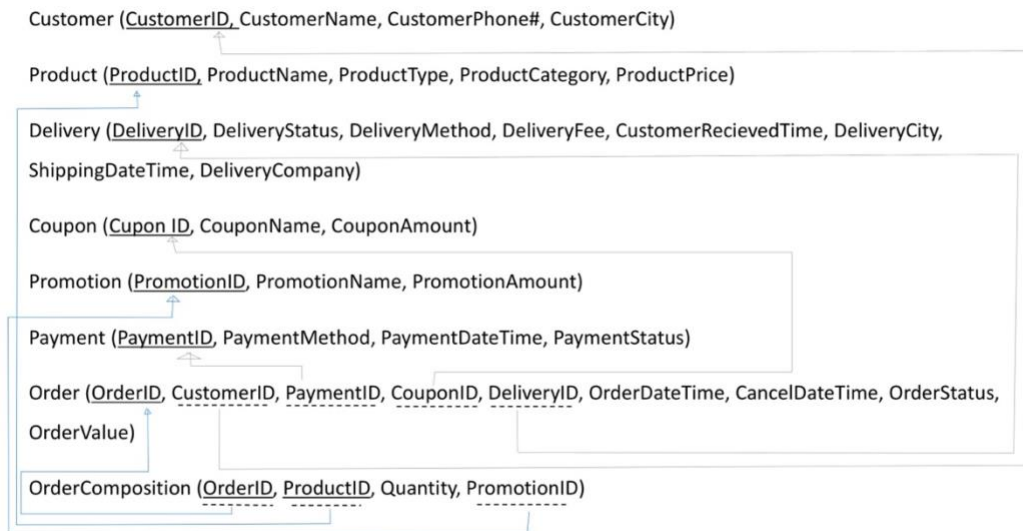 Customer (CustomerID, CustomerName, CustomerPhone#, CustomerCity)
Product (ProductID, ProductName, ProductType, ProductCategory, ProductPrice)
Delivery (DeliveryID, DeliveryStatus, DeliveryMethod, DeliveryFee, CustomerRecievedTime, DeliveryCity,
ShippingDateTime, DeliveryCompany)
Coupon (Cupon ID, CouponName, CouponAmount)
Promotion (PromotionID, PromotionName, PromotionAmount)
Payment (PaymentID, PaymentMethod, PaymentDateTime, PaymentStatus)
Order (OrderID, CustomerID, PaymentID, CouponID, DeliveryID, OrderDateTime, CancelDateTime, OrderStatus,
OrderValue)
OrderComposition (OrderID, ProductID, Quantity, PromotionID)